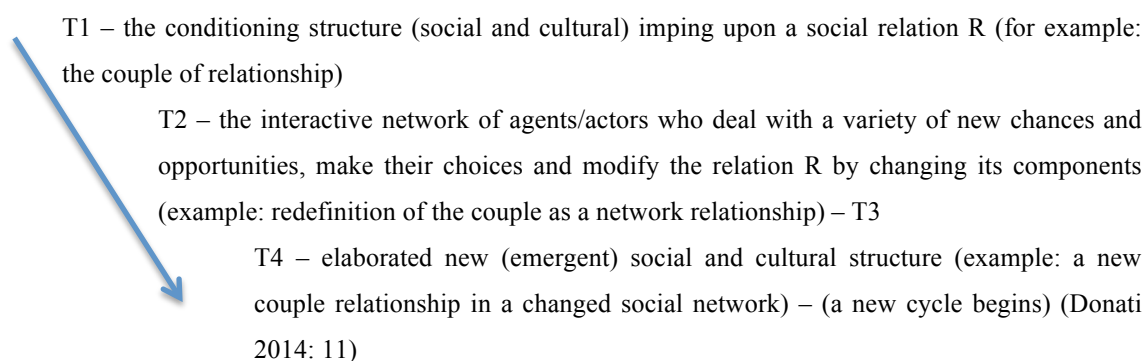 T1 – the conditioning structure (social and cultural) imping upon a social relation R (for example:
the couple of relationship)
T2 – the interactive network of agents/actors who deal with a variety of new chances and
opportunities, make their choices and modify the relation R by changing its components
(example: redefinition of the couple as a network relationship) – T3
T4 – elaborated new (emergent) social and cultural structure (example: a new
couple relationship in a changed social network) – (a new cycle begins) (Donati
2014: 11)